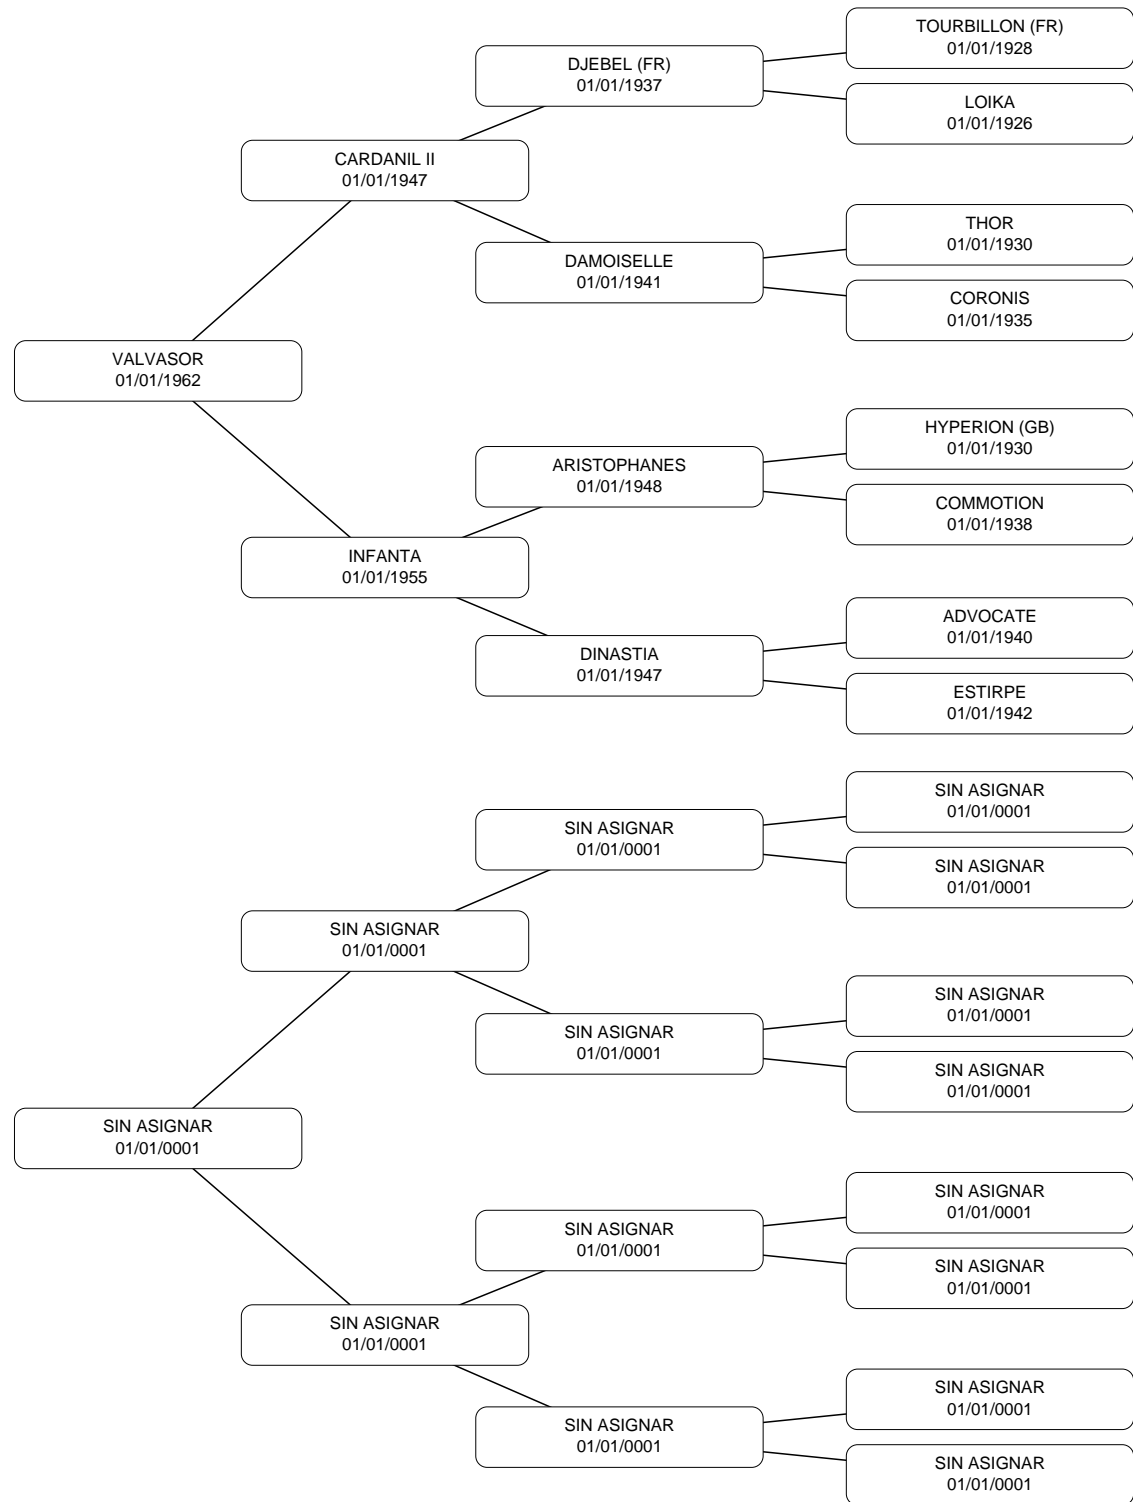 TOURBILLON (FR)
01/01/1928
DJEBEL (FR)
01/01/1937
LOIKA
01/01/1926
CARDANIL II
01/01/1947
THOR
01/01/1930
DAMOISELLE
01/01/1941
CORONIS
01/01/1935
VALVASOR
01/01/1962
HYPERION (GB)
01/01/1930
ARISTOPHANES
01/01/1948
COMMOTION
01/01/1938
INFANTA
01/01/1955
ADVOCATE
01/01/1940
DINASTIA
01/01/1947
ESTIRPE
01/01/1942
SIN ASIGNAR
01/01/0001
SIN ASIGNAR
01/01/0001
SIN ASIGNAR
01/01/0001
SIN ASIGNAR
01/01/0001
SIN ASIGNAR
01/01/0001
SIN ASIGNAR
01/01/0001
SIN ASIGNAR
01/01/0001
SIN ASIGNAR
01/01/0001
SIN ASIGNAR
01/01/0001
SIN ASIGNAR
01/01/0001
SIN ASIGNAR
01/01/0001
SIN ASIGNAR
01/01/0001
SIN ASIGNAR
01/01/0001
SIN ASIGNAR
01/01/0001
SIN ASIGNAR
01/01/0001